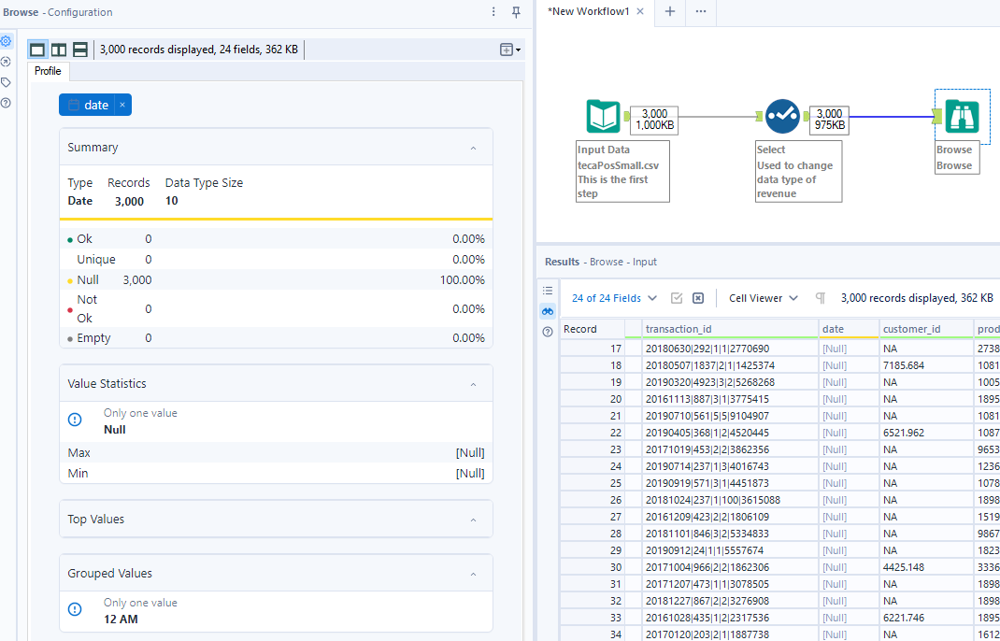 Browse - Configuration
3,000 records displayed, 24 fields, 362 KB
Profile
date ×
Summary
Type Records Data Type Size
Date 3,000 10
Ok 0 0.00%
Unique 0 0.00%
Null 3,000 100.00%
Not
Ok 0 0.00%
Empty 0 0.00%
Value Statistics
Only one value
Null
Max [Null]
Min [Null]
Top Values
Grouped Values
Only one value
12 AM
*New Workflow1 × + ...
3,000
1,000KB
3,000
975KB
Input Data
tecaPosSmall.csv
This is the first
step
Select
Used to change
data type of
revenue
Browse
Browse
Results - Browse - Input
24 of 24 Fields
Cell Viewer
3,000 records displayed, 362 KB
Record transaction_id date customer_id prod
17 20180630|292|1|1|2770690 [Null] NA 2738
18 20180507|1837|2|1|1425374 [Null] 7185.684 1081
19 20190320|4923|3|2|5268268 [Null] NA 1005
20 20161113|887|3|1|3775415 [Null] NA 1895
21 20190710|561|5|5|9104907 [Null] NA 1081
22 20190405|368|1|2|4520445 [Null] 6521.962 1087
23 20171019|453|2|2|3862356 [Null] NA 9653
24 20190714|237|1|3|4016743 [Null] NA 1236
25 20190919|571|3|1|4451873 [Null] NA 1078
26 20181024|237|1|100|3615088 [Null] NA 1898
27 20161209|423|2|2|1806109 [Null] NA 1519
28 20181101|846|3|2|5334833 [Null] NA 9867
29 20190912|24|1|1|5557674 [Null] NA 1823
30 20171004|966|2|2|1862306 [Null] 4425.148 3336
31 20171207|473|1|1|3078505 [Null] NA 1898
32 20181227|867|2|2|3276908 [Null] NA 1898
33 20161028|435|1|2|2317536 [Null] 6221.746 1895
34 20170120|203|2|1|1887738 [Null] NA 1612